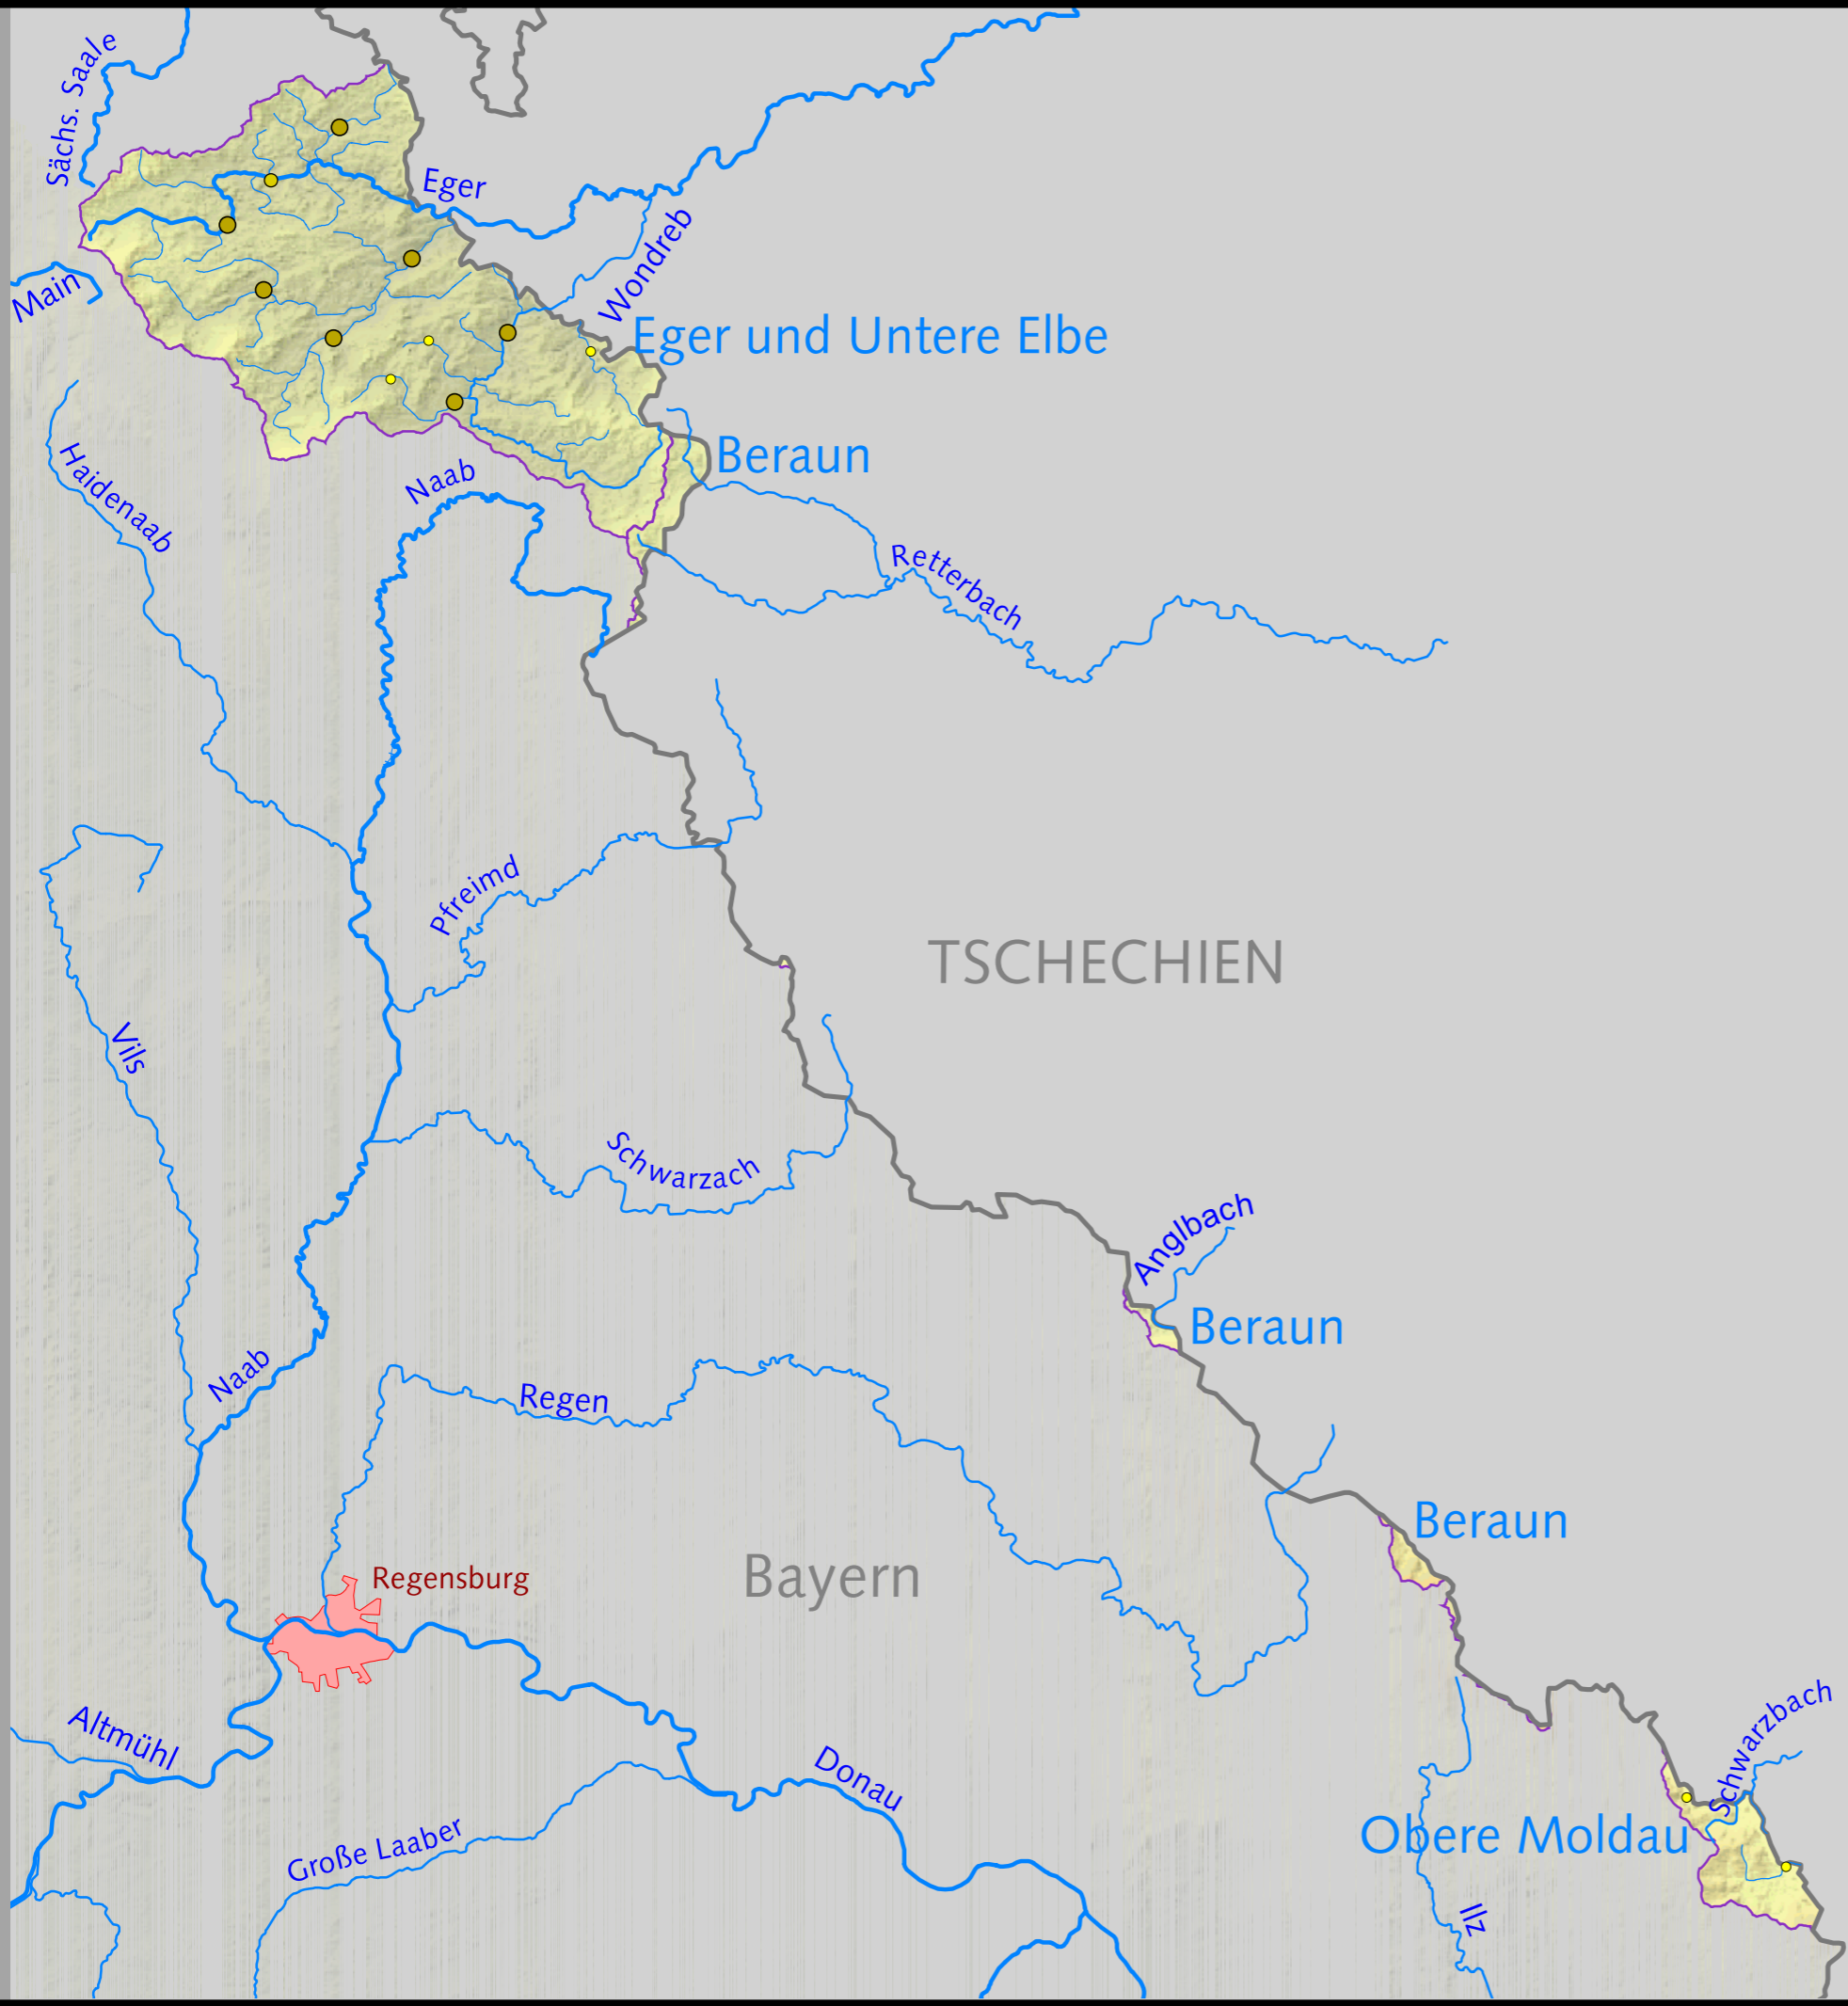 Sächs. Saale
Eger
Wondreb
Main
Eger und Untere Elbe
Haidenaab
Naab
Beraun
Retterbach
Pfreimd
TSCHECHIEN
Vils
Schwarzach
Anglbach
Beraun
Naab
Regen
Beraun
Regensburg
Bayern
Altmühl
Donau
Schwarzbach
Große Laaber
Obere Moldau
Ilz